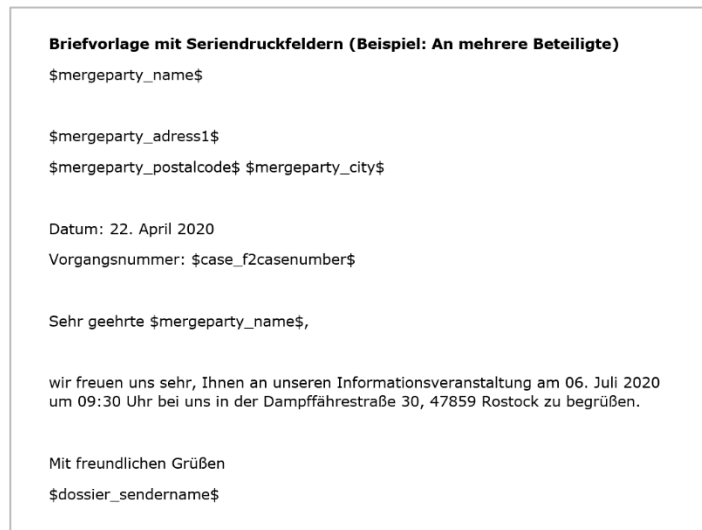 Briefvorlage mit Seriendruckfeldern (Beispiel: An mehrere Beteiligte)
$mergeparty_name$
$mergeparty_adress1$
$mergeparty_postalcode$ $mergeparty_city$
Datum: 22. April 2020
Vorgangsnummer: $case_f2casenumber$
Sehr geehrte $mergeparty_name$,
wir freuen uns sehr, Ihnen an unseren Informationsveranstaltung am 06. Juli 2020
um 09:30 Uhr bei uns in der Dampffährestraße 30, 47859 Rostock zu begrüßen.
Mit freundlichen Grüßen
$dossier_sendername$